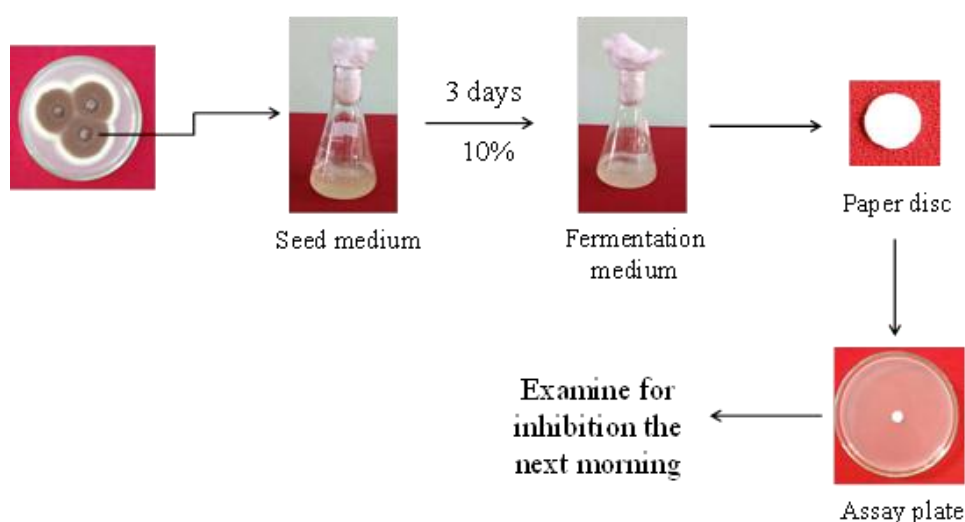 3 days
10%
Seed medium
Fermentation
medium
Paper disc
Examine for
inhibition the
next morning
Assay plate